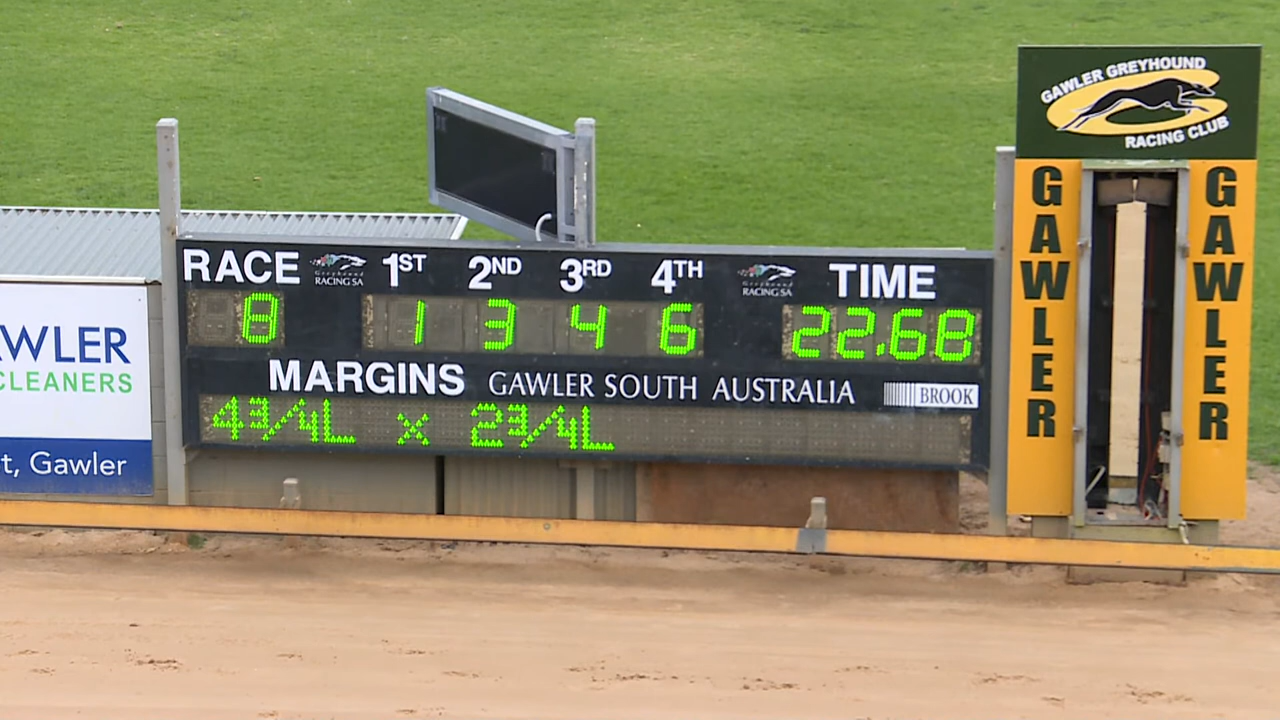 GAWLER GREYHOUND
RACING CLUB
GAWLER
GAWLER
RACE
Greyhound
RACING SA
1ST
2ND
3RD
4TH
Greyhound
RACING SA
TIME
8
1
3
4
6
22.68
MARGINS
GAWLER SOUTH AUSTRALIA
BROOK
4¾L x 2¾L
AWLER
CLEANERS
t, Gawler